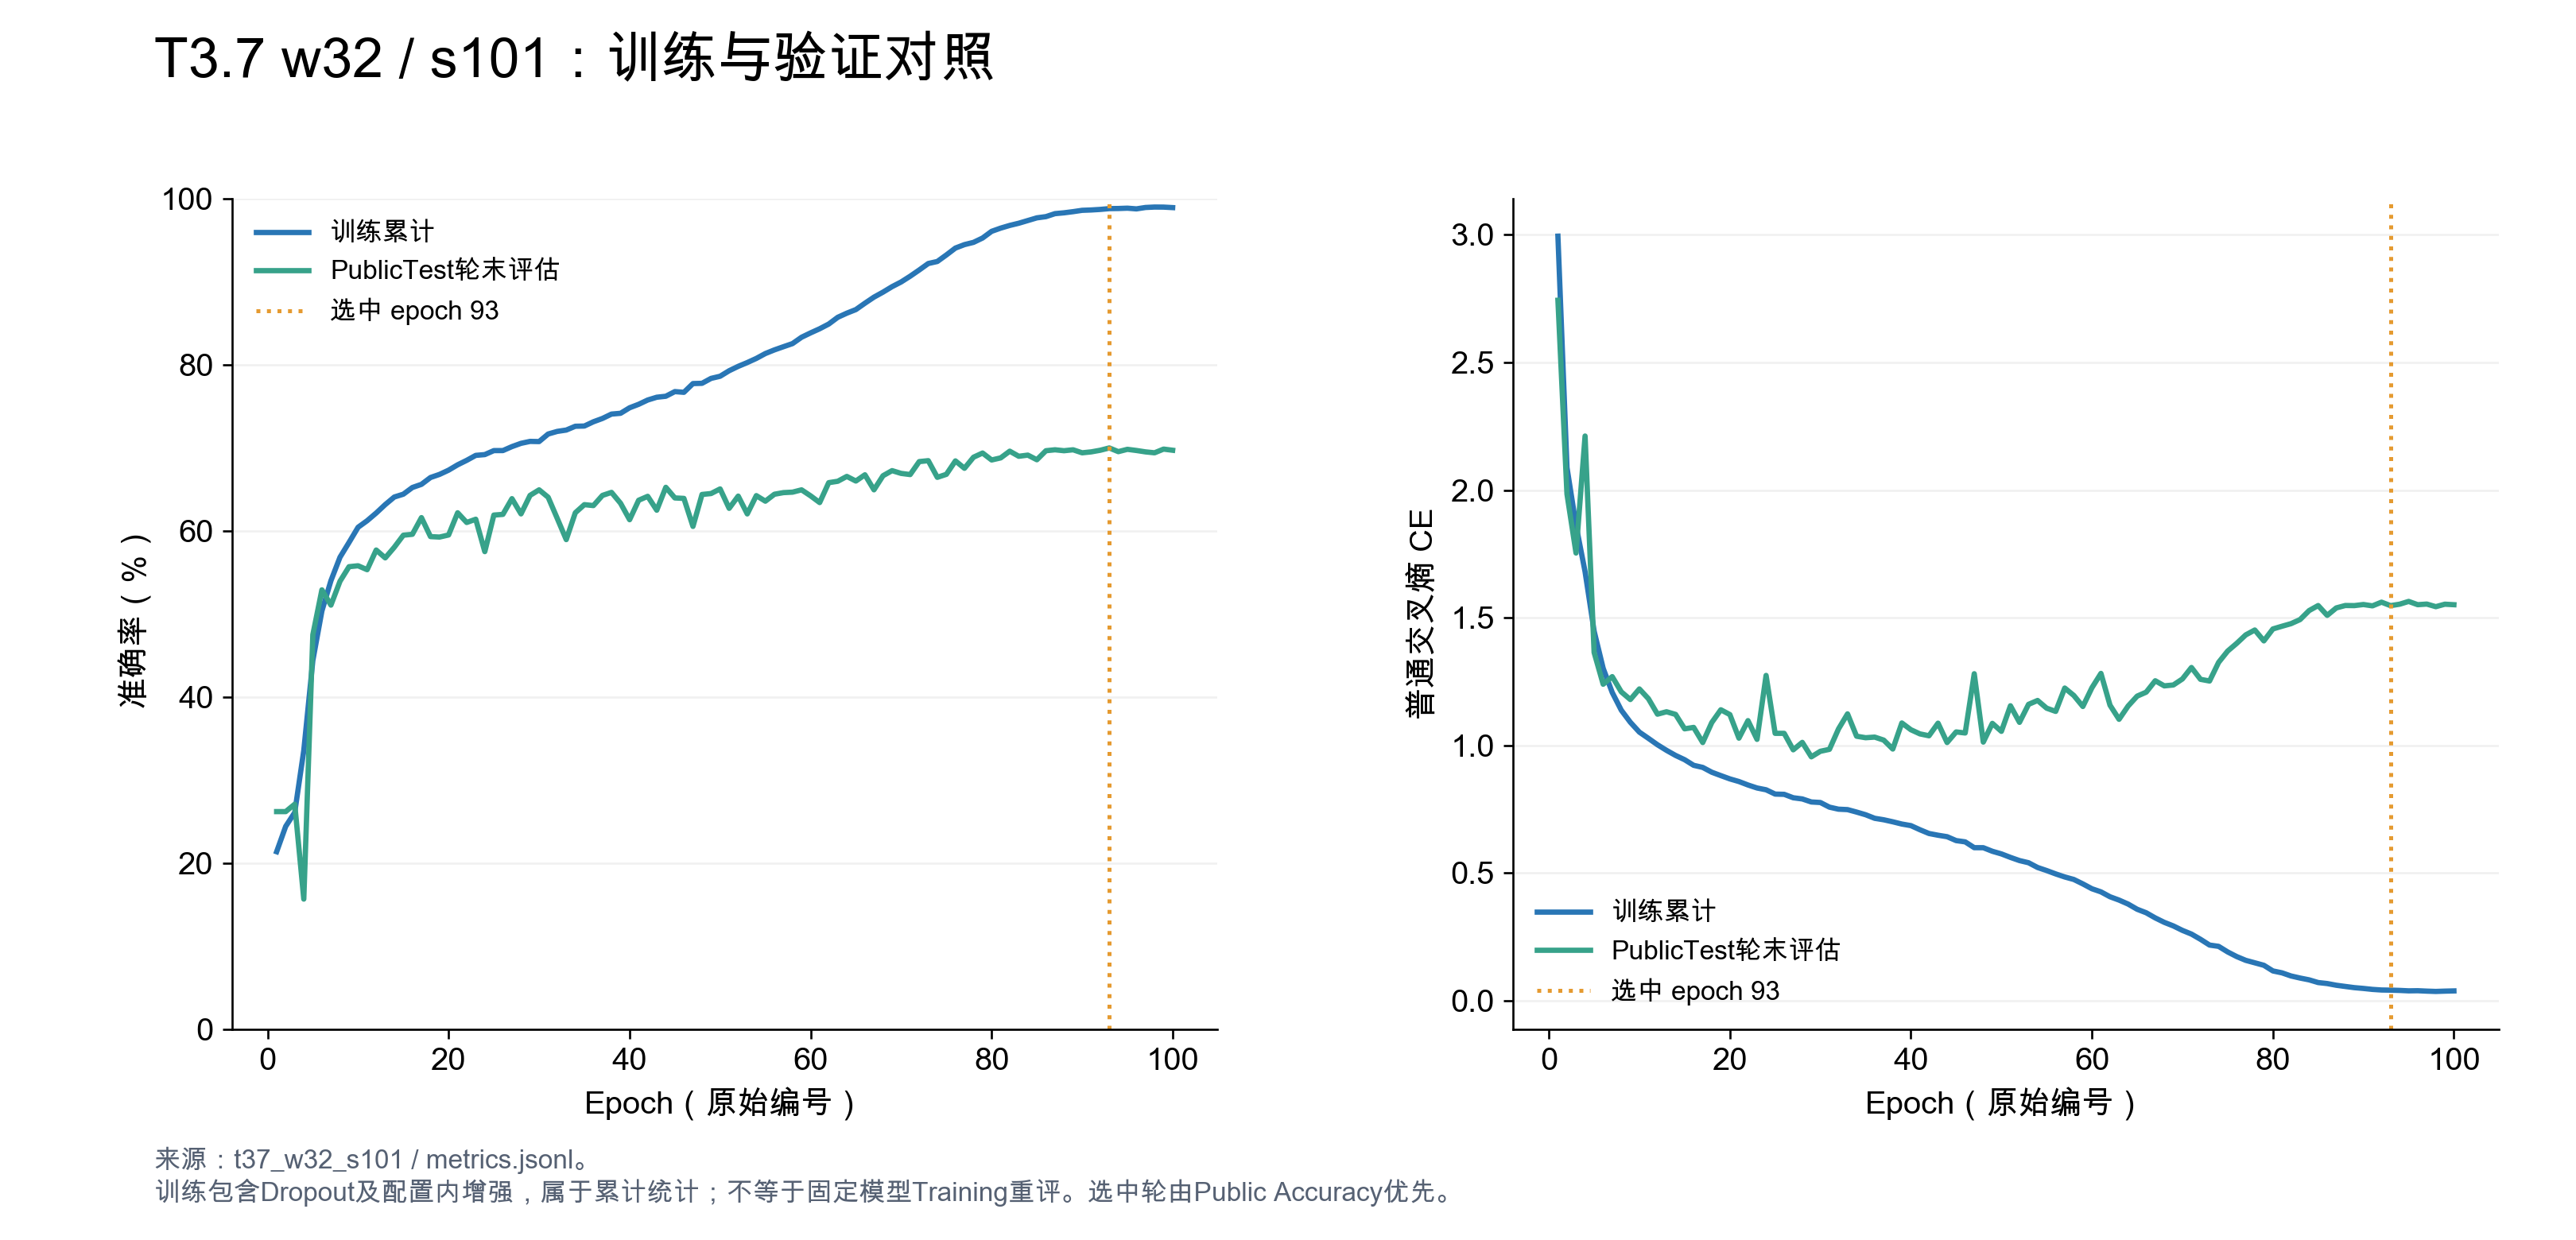 T3.7 w32 / s101：训练与验证对照
100
80
60
40
20
0
准确率（%）
训练累计
PublicTest轮末评估
选中 epoch 93
0
20
40
60
80
100
Epoch（原始编号）
3.0
2.5
2.0
1.5
1.0
0.5
0.0
普通交叉熵 CE
训练累计
PublicTest轮末评估
选中 epoch 93
0
20
40
60
80
100
Epoch（原始编号）
来源：t37_w32_s101 / metrics.jsonl。
训练包含Dropout及配置内增强，属于累计统计；不等于固定模型Training重评。选中轮由Public Accuracy优先。